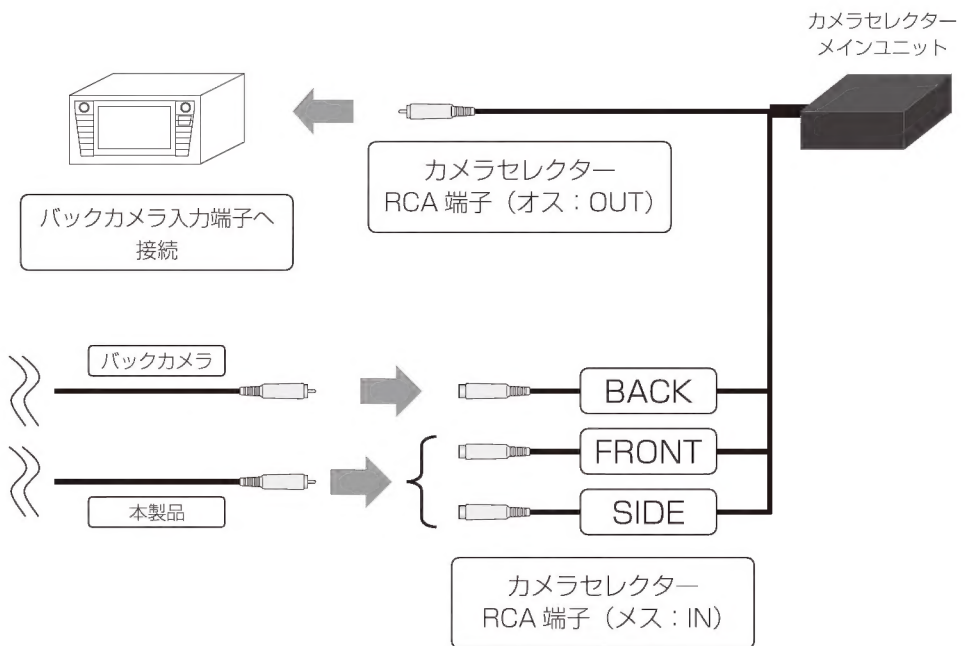 カメラセレクター
メインユニット
カメラセレクター
RCA 端子（オス：OUT）
バックカメラ入力端子へ
接続
バックカメラ
BACK
FRONT
本製品
SIDE
カメラセレクター
RCA 端子（メス：IN）